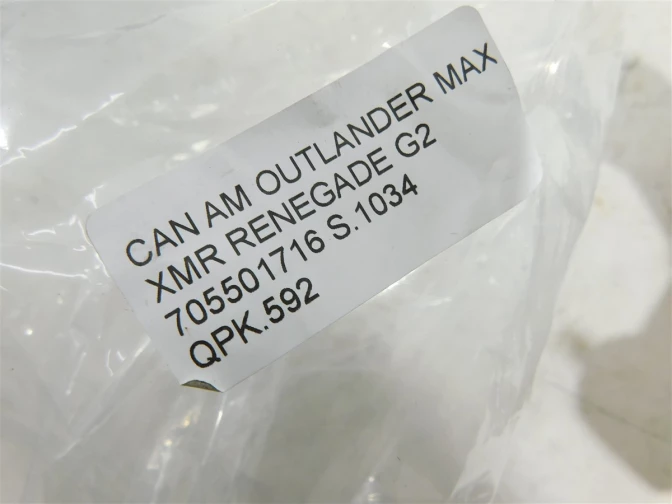 CAN AM OUTLANDER MAX
XMR RENEGADE G2
705501716 S.1034
QPK.592